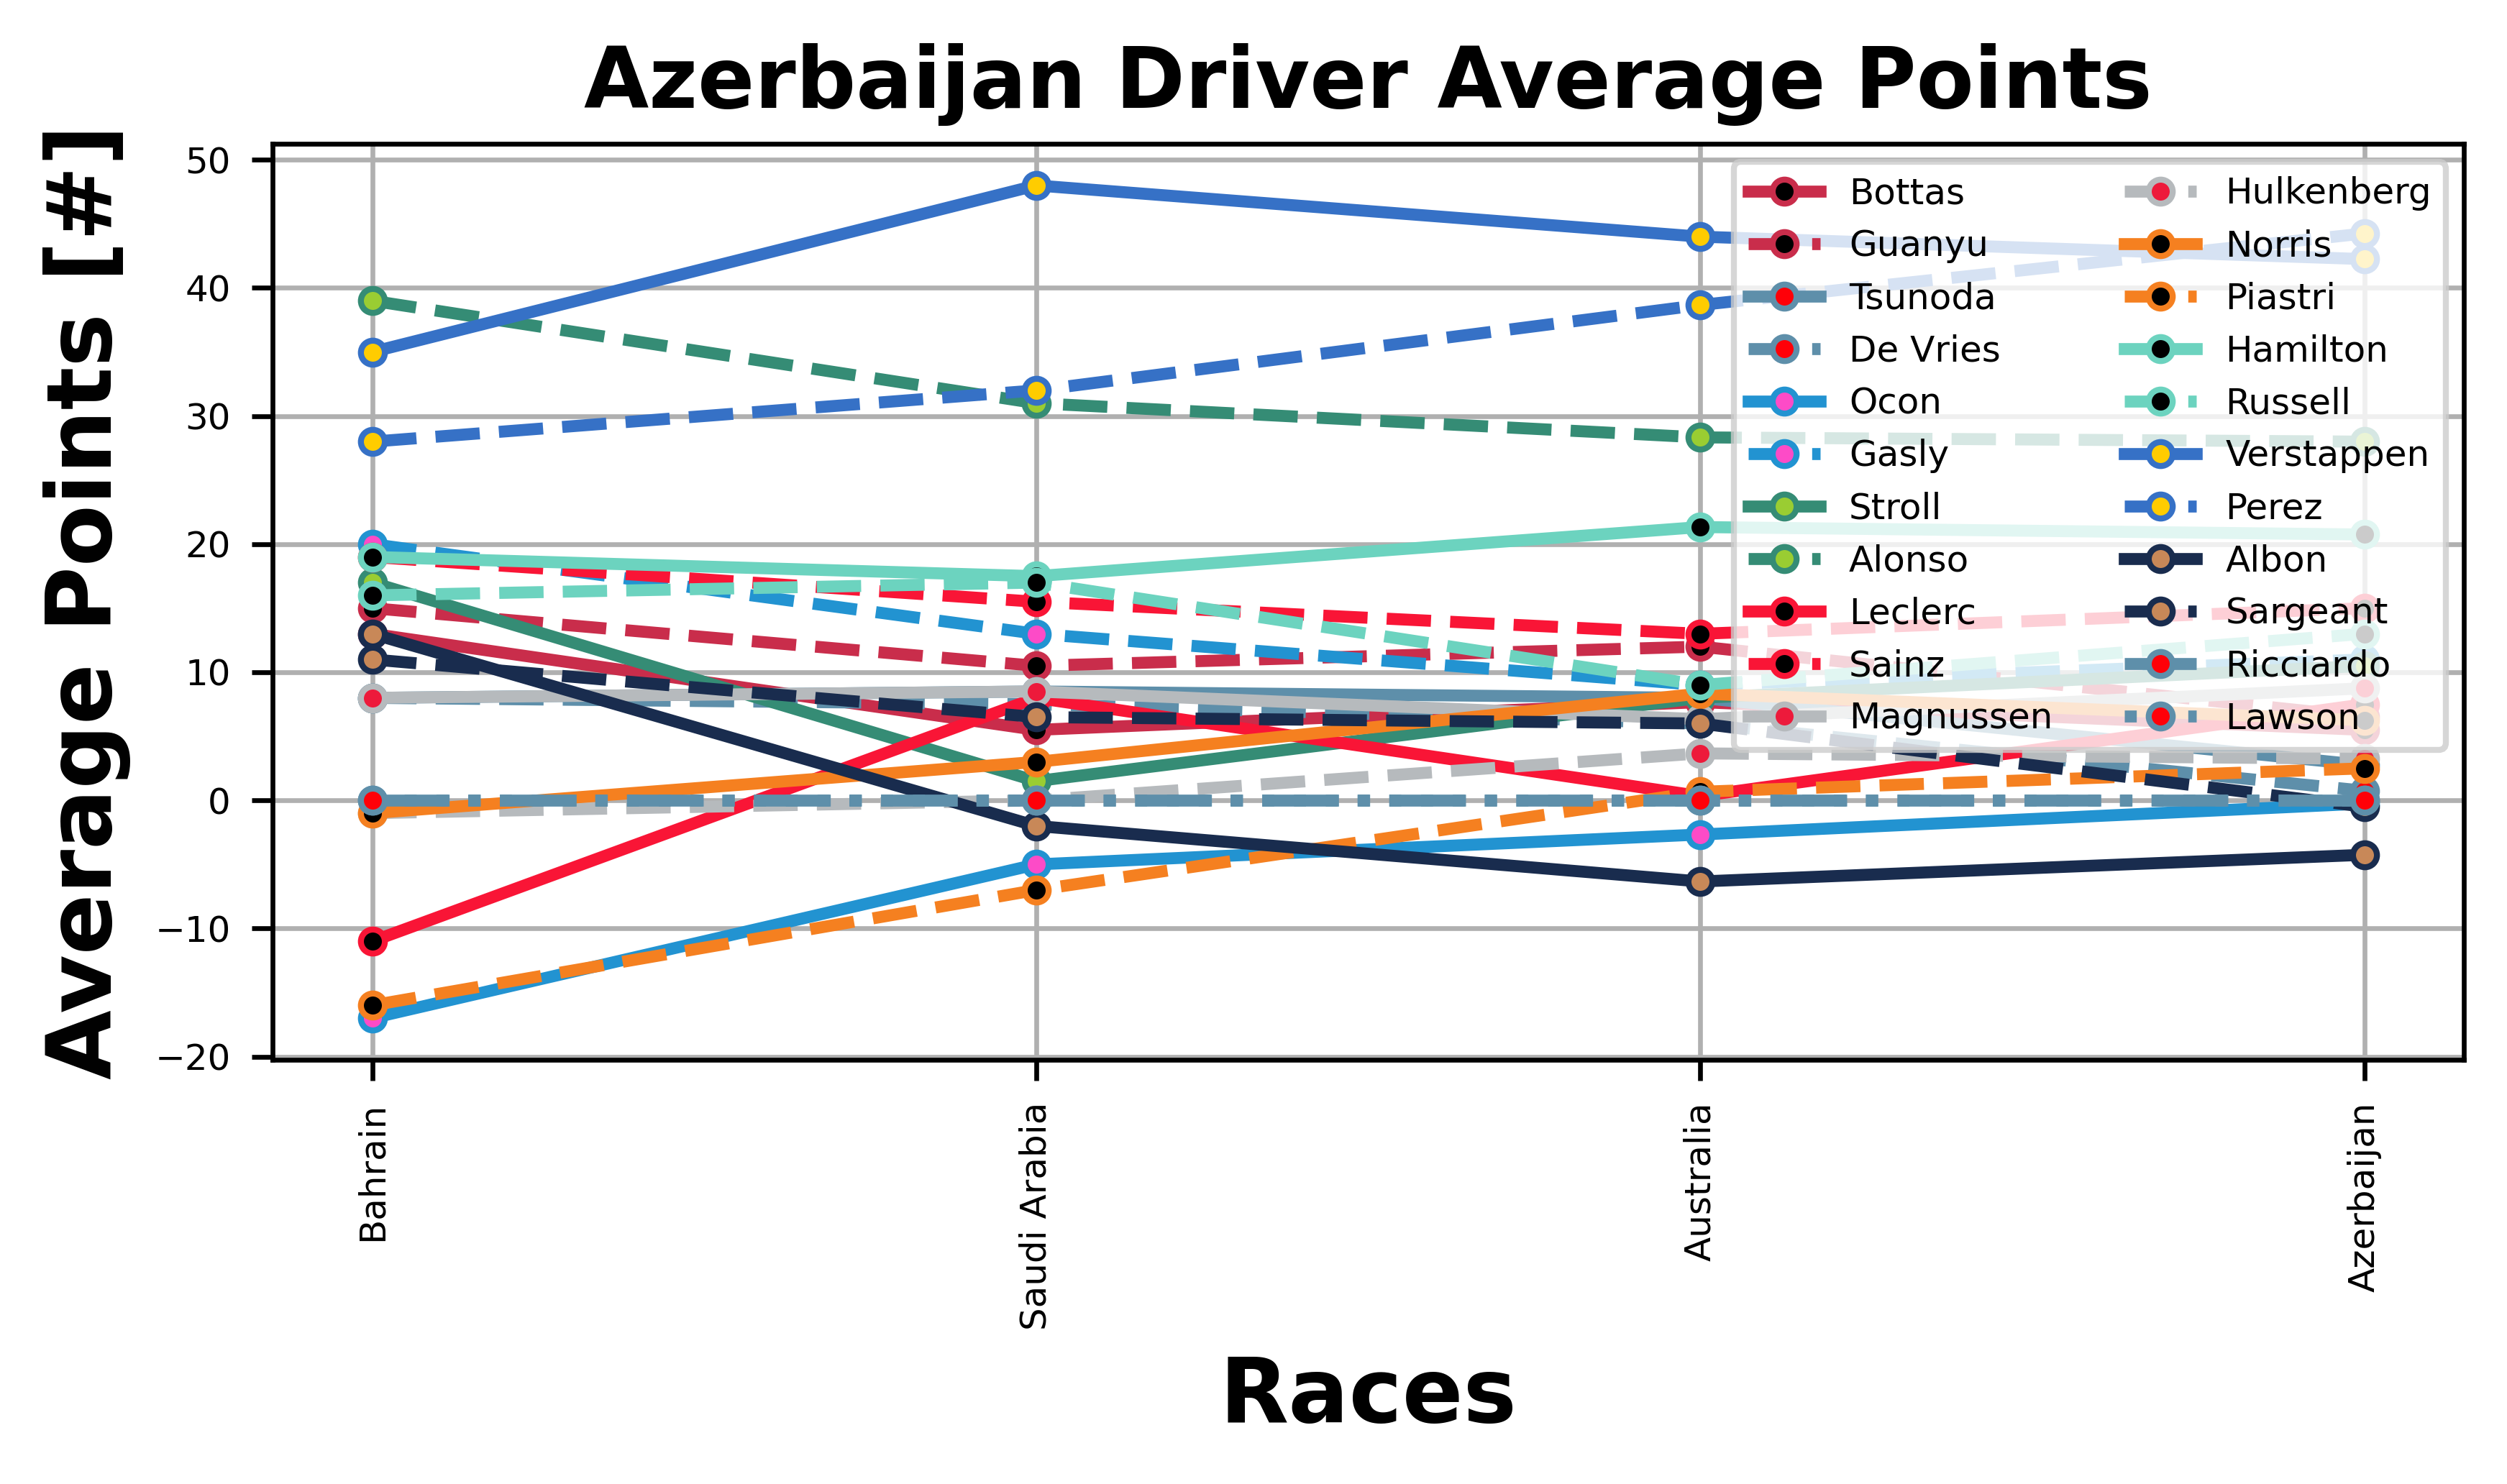 Azerbaijan Driver Average Points
Average Points [#]
50
40
30
20
10
0
−10
−20
Bottas
Guanyu
Tsunoda
De Vries
Ocon
Gasly
Stroll
Alonso
Leclerc
Sainz
Magnussen
Hulkenberg
Norris
Piastri
Hamilton
Russell
Verstappen
Perez
Albon
Sargeant
Ricciardo
Lawson
Bahrain
Saudi Arabia
Australia
Azerbaijan
Races